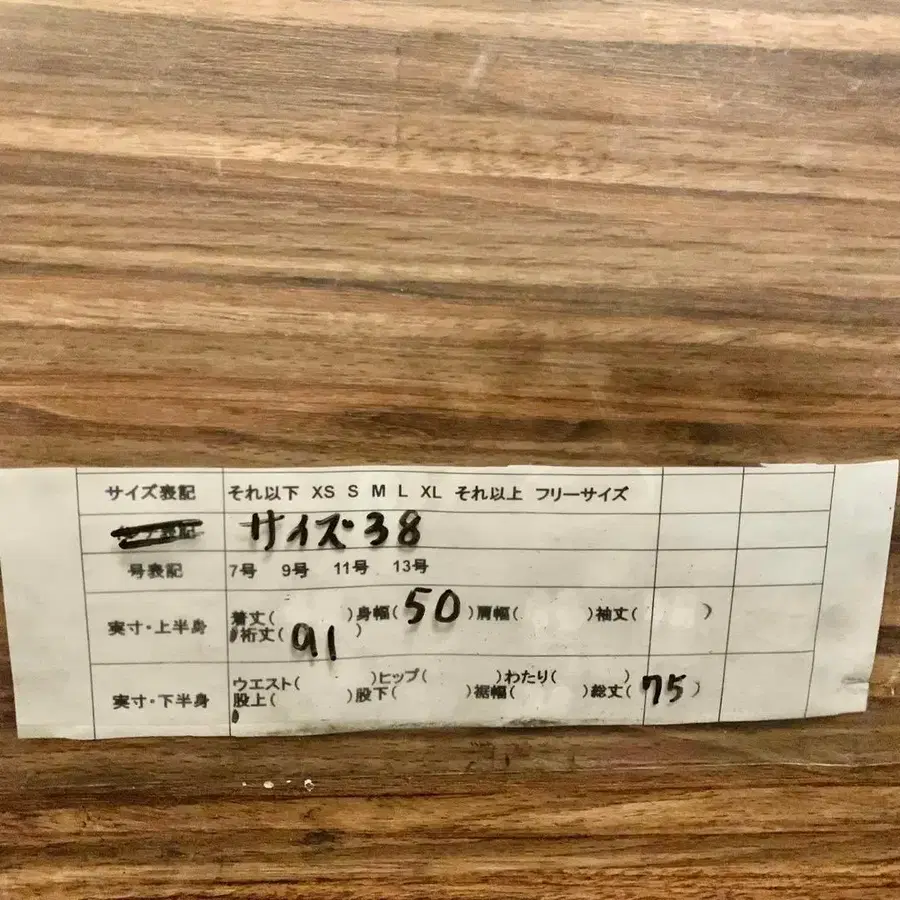 サイズ表記 それ以下 XS S M L XL それ以上 フリーサイズ
表記 サイズ38
号表記 7号 9号 11号 13号
実寸・上半身 着丈( )身幅(50)肩幅( )袖丈( )
裄丈(91)
実寸・下半身 ウエスト( )ヒップ( )わたり( )
股上( )股下( )裾幅( )総丈(75)